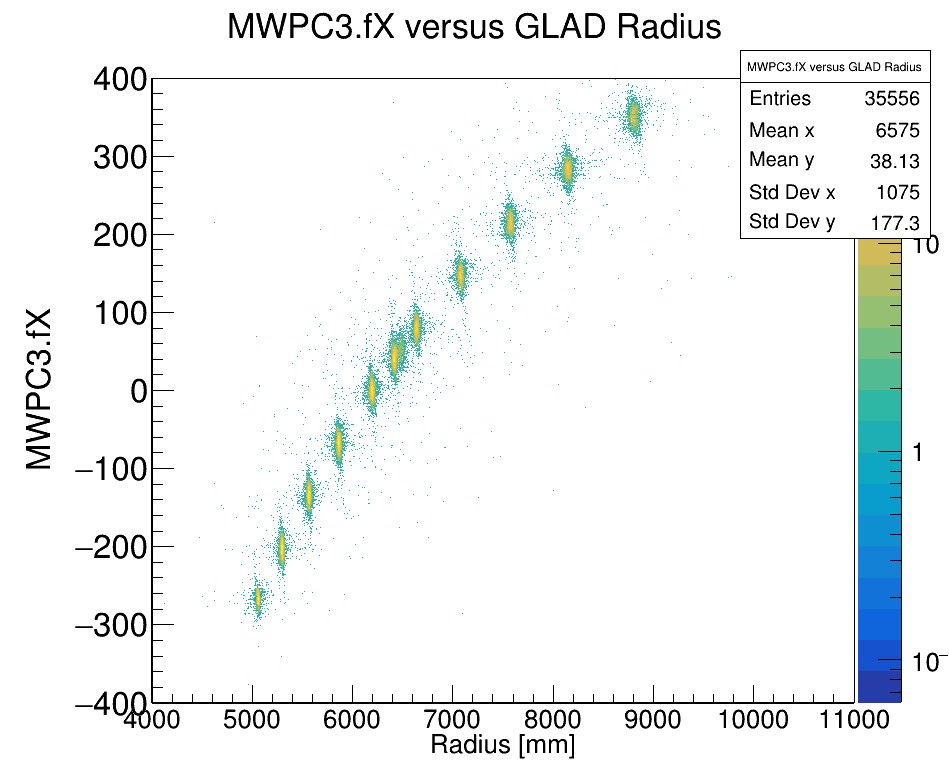 MWPC3.fX versus GLAD Radius
MWPC3.fX versus GLAD Radius
Entries 35556
Mean x 6575
Mean y 38.13
Std Dev x 1075
Std Dev y 177.3
400
300
200
100
0
−100
−200
−300
−400
MWPC3.fX
4000 5000 6000 7000 8000 9000 10000 11000
Radius [mm]
10
1
10−